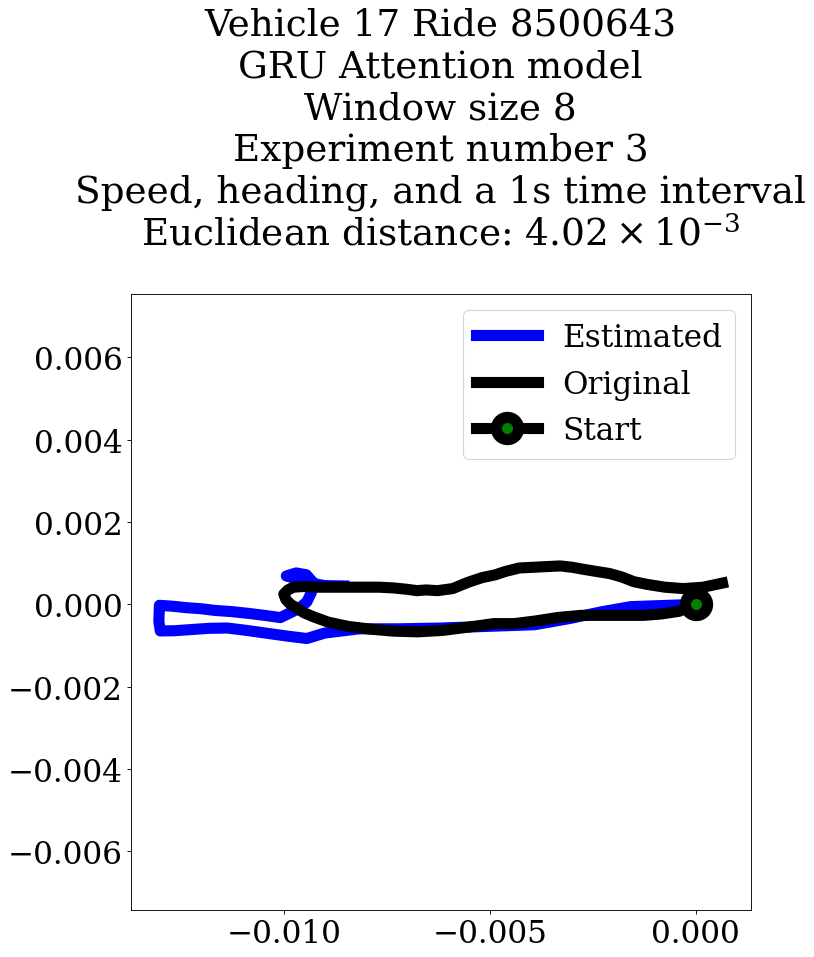 Vehicle 17 Ride 8500643
GRU Attention model
Window size 8
Experiment number 3
Speed, heading, and a 1s time interval
Euclidean distance: 4.02 × 10⁻³
Estimated
Original
Start
0.006
0.004
0.002
0.000
−0.002
−0.004
−0.006
−0.010
−0.005
0.000